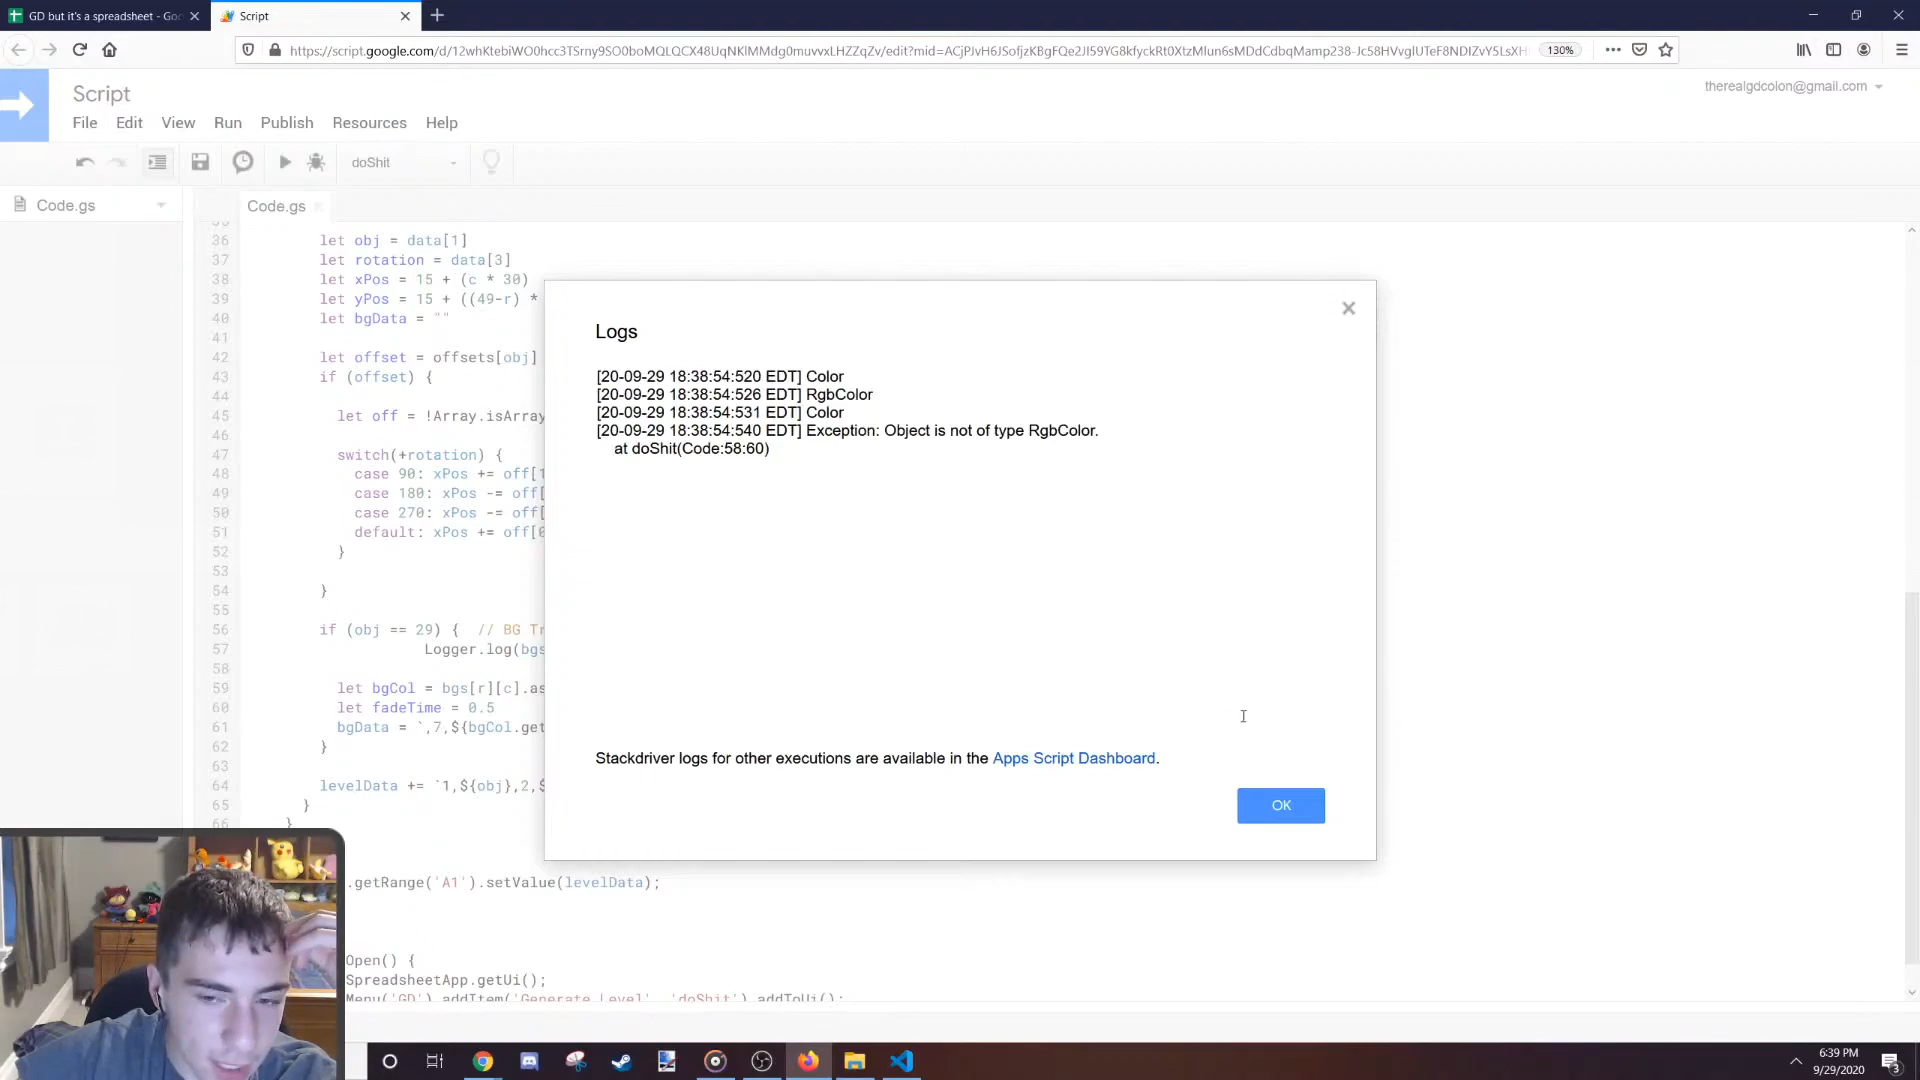 GD but it's a spreadsheet - Goo
Script
https://script.google.com/d/12whKtebiWO0hcc3TSrny9SO0boMQLQCX48UqNKlMMdg0muvvxLHZZqZv/edit?mid=ACjPJvH6JSofjzKBgFQe2JI59YG8kfyckRt0XtzMIun6sMDdCdbqMamp238-Jc58HVvgIUTeF8NDIZvY5LsXH
130%
Script
therealgdcolon@gmail.com
File Edit View Run Publish Resources Help
doShit
Code.gs
Code.gs
36 let obj = data[1]
37 let rotation = data[3]
38 let xPos = 15 + (c * 30)
39 let yPos = 15 + ((49-r) *
40 let bgData = ""
41
42 let offset = offsets[obj]
43 if (offset) {
44
45 let off = !Array.isArray
46
47 switch(+rotation) {
48 case 90: xPos += off[1
49 case 180: xPos -= off[
50 case 270: xPos -= off[
51 default: xPos += off[0
52 }
53
54 }
55
56 if (obj == 29) { // BG Tr
57 Logger.log(bgs
58
59 let bgCol = bgs[r][c].as
60 let fadeTime = 0.5
61 bgData = `,7,${bgCol.get
62 }
63
64 levelData += `1,${obj},2,$
65 }
66 }
.getRange('A1').setValue(levelData);
Open() {
SpreadsheetApp.getUi();
Menu('GD').addItem('Generate Level', 'doShit').addToUi();
Logs
[20-09-29 18:38:54:520 EDT] Color
[20-09-29 18:38:54:526 EDT] RgbColor
[20-09-29 18:38:54:531 EDT] Color
[20-09-29 18:38:54:540 EDT] Exception: Object is not of type RgbColor.
at doShit(Code:58:60)
Stackdriver logs for other executions are available in the Apps Script Dashboard.
OK
6:39 PM
9/29/2020
3